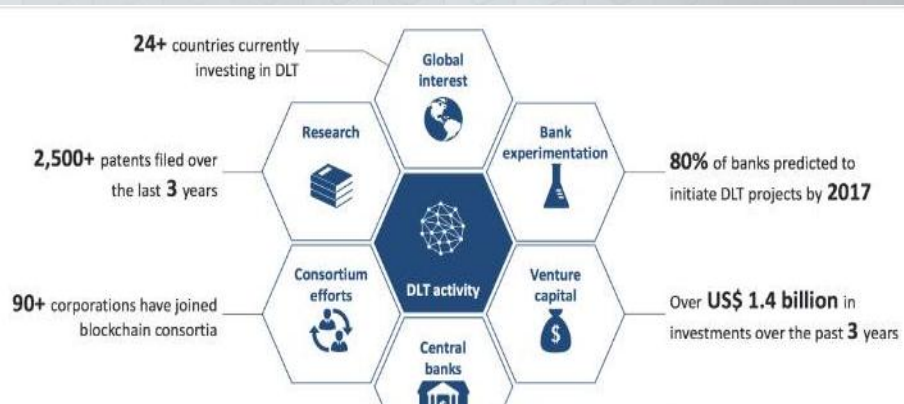 24+ countries currently
investing in DLT
Global
interest
Research
2,500+ patents filed over
the last 3 years
Bank
experimentation
80% of banks predicted to
initiate DLT projects by 2017
Consortium
efforts
90+ corporations have joined
blockchain consortia
DLT activity
Venture
capital
$
Over US$ 1.4 billion in
investments over the past 3 years
Central
banks